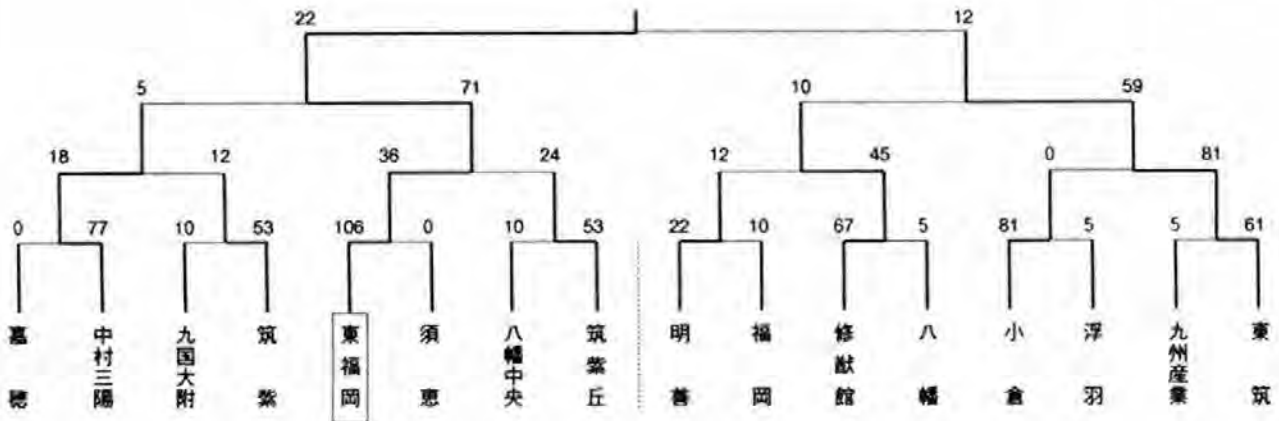 22 12
5 71 10 59
18 12 36 24 12 45 0 81
0 77 10 53 106 0 10 53 22 10 67 5 81 5 5 61
嘉穂
中村三陽
九国大附
筑紫
東福岡
須恵
八幡中央
筑紫丘
明善
福岡
修猷館
八幡
小倉
浮羽
九州産業
東筑